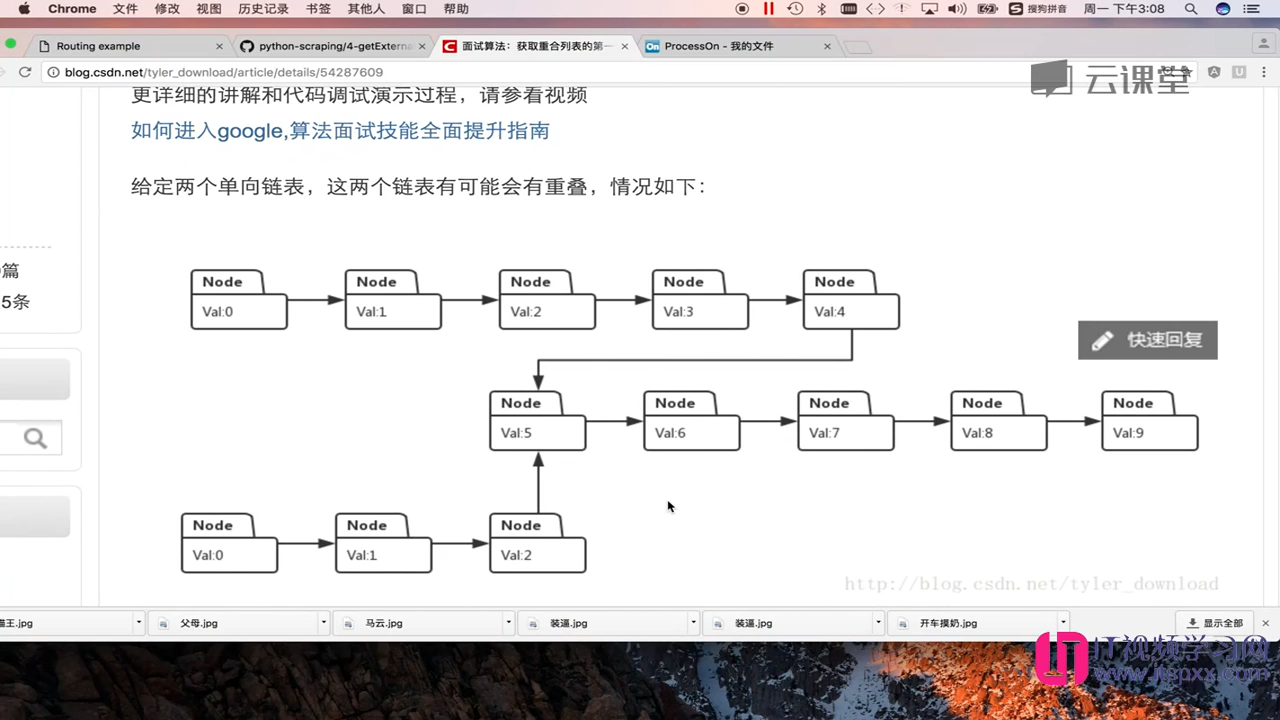 Chrome 文件 修改 视图 历史记录 书签 其他人 窗口 帮助 搜狗拼音 周一 下午3:08
Routing example python-scraping/4-getExterna 面试算法：获取重合列表的第一 ProcessOn - 我的文件
blog.csdn.net/tyler_download/article/details/54287609
云课堂
更详细的讲解和代码调试演示过程，请参看视频
如何进入google,算法面试技能全面提升指南
给定两个单向链表，这两个链表有可能会有重叠，情况如下：
篇
5条
Node Node Node Node Node
Val:0 Val:1 Val:2 Val:3 Val:4
快速回复
Node Node Node Node Node
Val:5 Val:6 Val:7 Val:8 Val:9
Node Node Node
Val:0 Val:1 Val:2
http://blog.csdn.net/tyler_download
猫王.jpg 父母.jpg 马云.jpg 装逼.jpg 装逼.jpg 开车摸奶.jpg 显示全部
IT视频学习网
www.itspxx.com